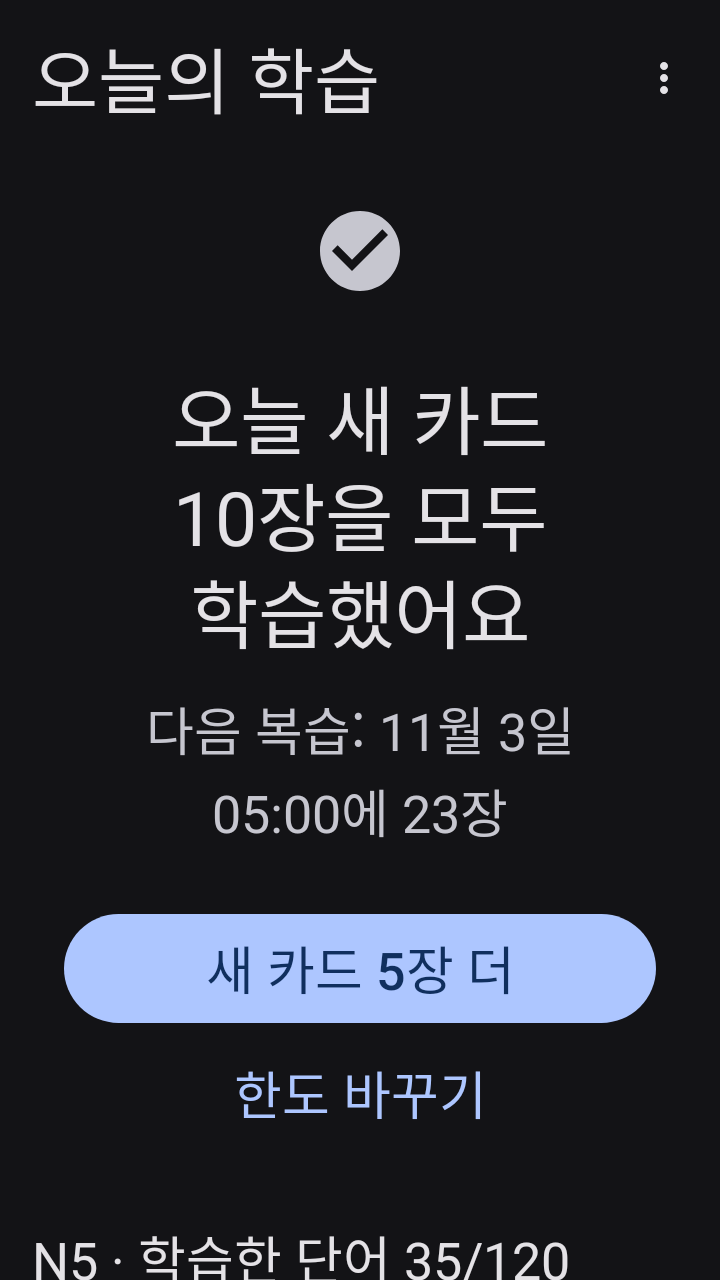 오늘의 학습
오늘 새 카드
10장을 모두
학습했어요
다음 복습: 11월 3일
05:00에 23장
새 카드 5장 더
한도 바꾸기
N5 · 학습한 단어 35/120